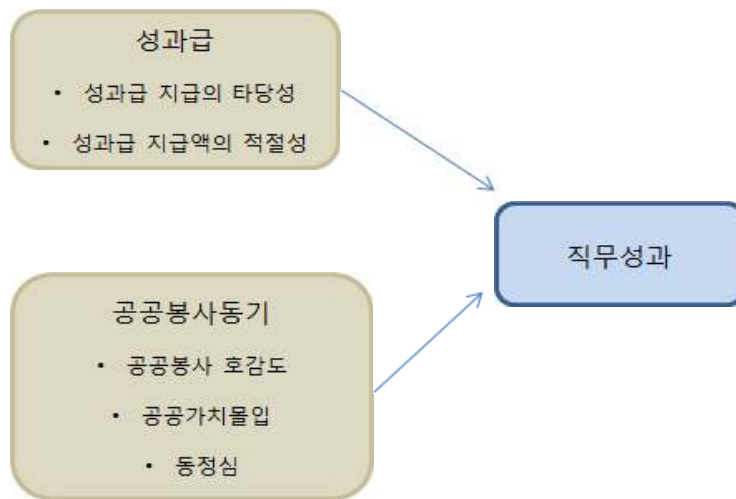 성과급
• 성과급 지급의 타당성
• 성과급 지급액의 적절성
직무성과
공공봉사동기
• 공공봉사 호감도
• 공공가치몰입
• 동정심